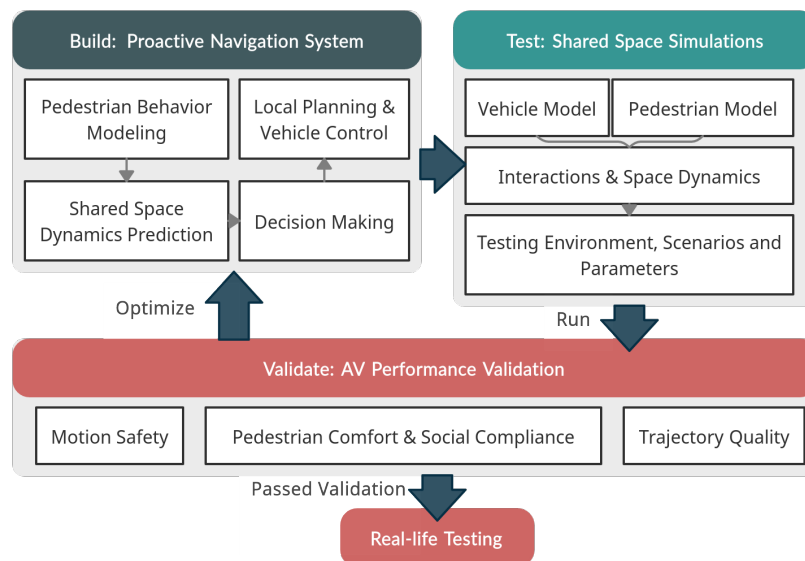 Build: Proactive Navigation System
Pedestrian Behavior
Modeling
Local Planning &
Vehicle Control
Shared Space
Dynamics Prediction
Decision Making
Test: Shared Space Simulations
Vehicle Model
Pedestrian Model
Interactions & Space Dynamics
Testing Environment, Scenarios and
Parameters
Optimize
Run
Validate: AV Performance Validation
Motion Safety
Pedestrian Comfort & Social Compliance
Trajectory Quality
Passed Validation
Real-life Testing